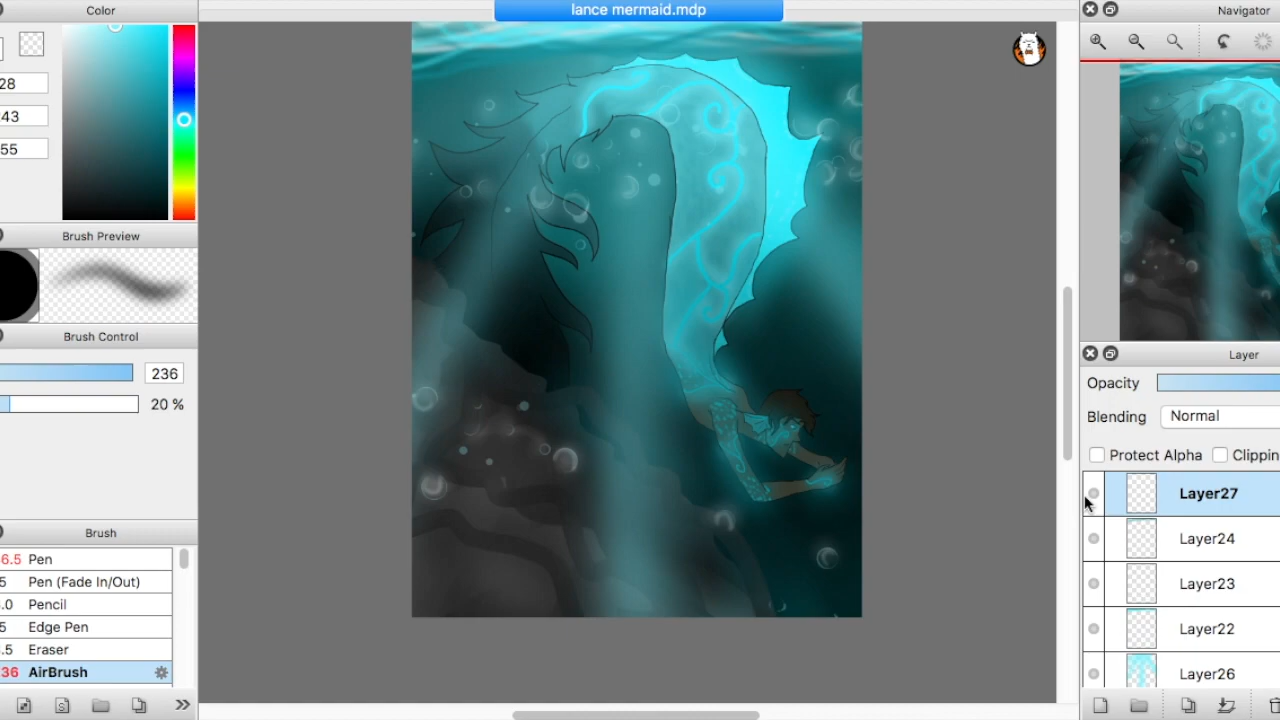 Color
lance mermaid.mdp
Navigator
28
43
55
Brush Preview
Brush Control
236
20 %
Layer
Opacity
Blending
Normal
Protect Alpha
Clippin
Layer27
Layer24
Layer23
Layer22
Layer26
Brush
6.5 Pen
5 Pen (Fade In/Out)
.0 Pencil
5 Edge Pen
.5 Eraser
36 AirBrush